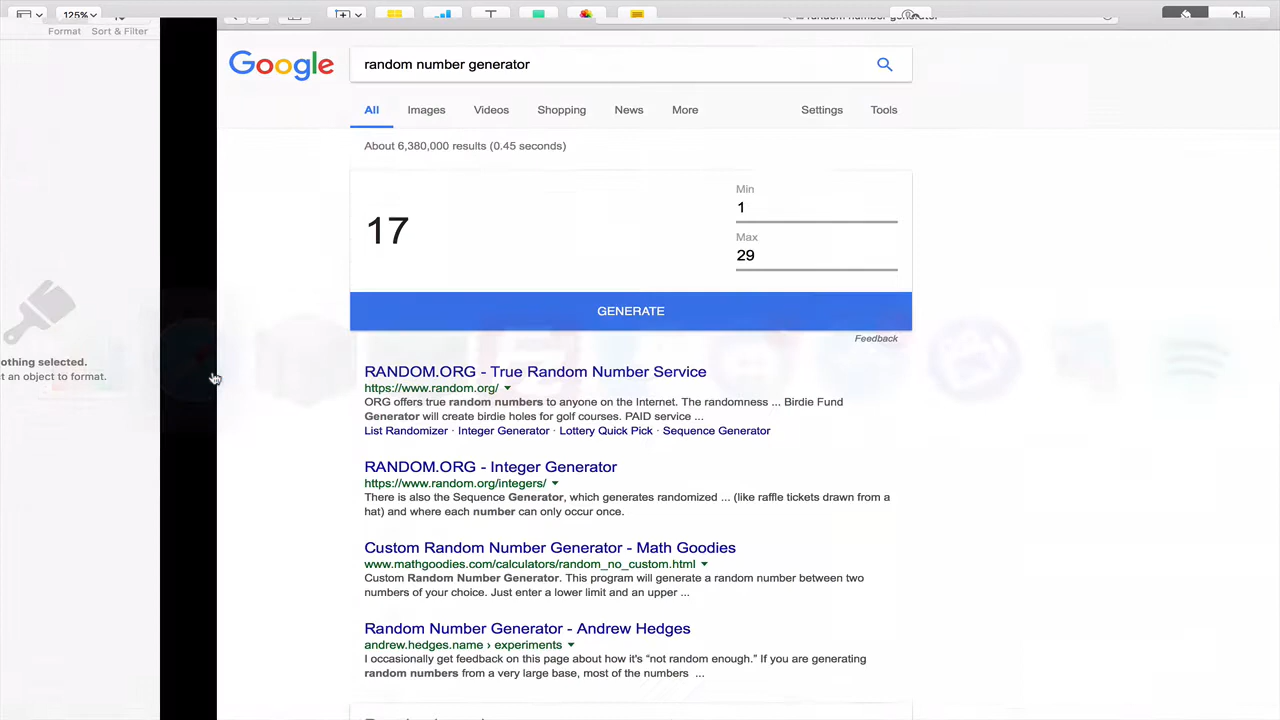 125%
Format Sort & Filter
Google
random number generator
All Images Videos Shopping News More Settings Tools
About 6,380,000 results (0.45 seconds)
17
Min
1
Max
29
GENERATE
Feedback
othing selected.
t an object to format.
RANDOM.ORG - True Random Number Service
https://www.random.org/
ORG offers true random numbers to anyone on the Internet. The randomness ... Birdie Fund
Generator will create birdie holes for golf courses. PAID service ...
List Randomizer · Integer Generator · Lottery Quick Pick · Sequence Generator
RANDOM.ORG - Integer Generator
https://www.random.org/integers/
There is also the Sequence Generator, which generates randomized ... (like raffle tickets drawn from a
hat) and where each number can only occur once.
Custom Random Number Generator - Math Goodies
www.mathgoodies.com/calculators/random_no_custom.html
Custom Random Number Generator. This program will generate a random number between two
numbers of your choice. Just enter a lower limit and an upper ...
Random Number Generator - Andrew Hedges
andrew.hedges.name › experiments
I occasionally get feedback on this page about how it's “not random enough.” If you are generating
random numbers from a very large base, most of the numbers ...